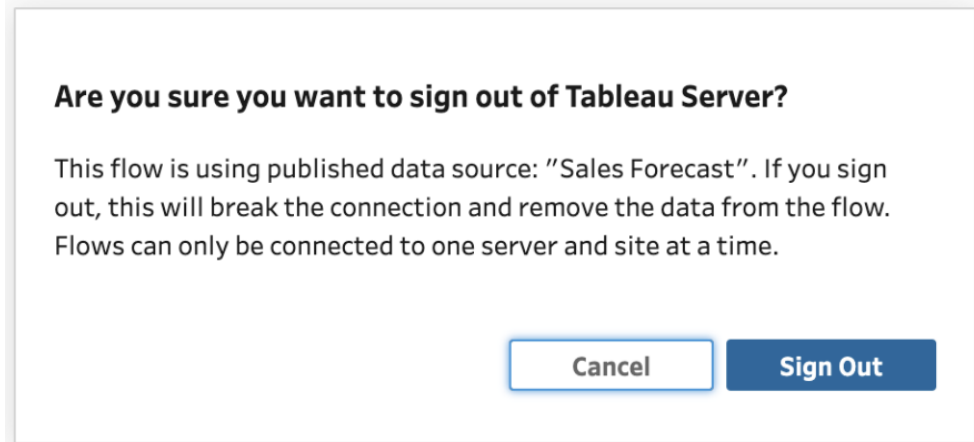 Are you sure you want to sign out of Tableau Server?
This flow is using published data source: "Sales Forecast". If you sign
out, this will break the connection and remove the data from the flow.
Flows can only be connected to one server and site at a time.
Cancel
Sign Out